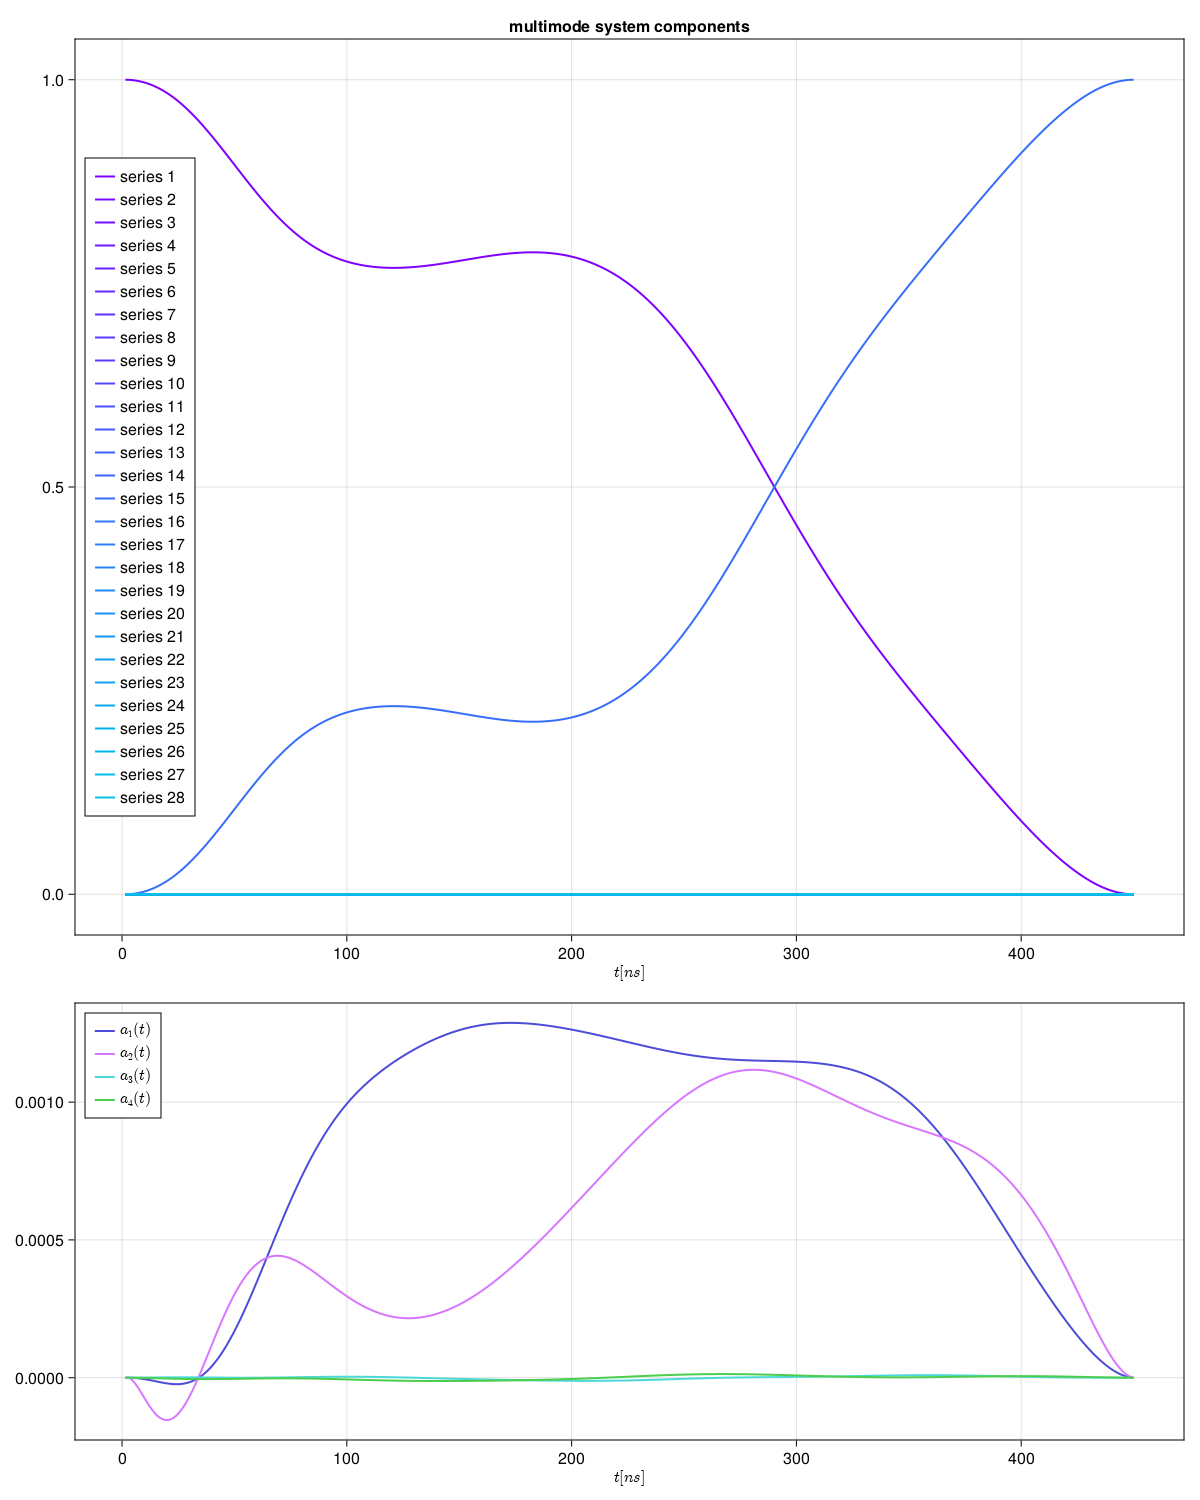 multimode system components
1.0
series 1
series 2
series 3
series 4
series 5
series 6
series 7
series 8
series 9
series 10
series 11
series 12
series 13
series 14
series 15
series 16
series 17
series 18
series 19
series 20
series 21
series 22
series 23
series 24
series 25
series 26
series 27
series 28
0.5
0.0
0 100 200 300 400
t[ns]
a₁(t)
a₂(t)
a₃(t)
a₄(t)
0.0010
0.0005
0.0000
0 100 200 300 400
t[ns]